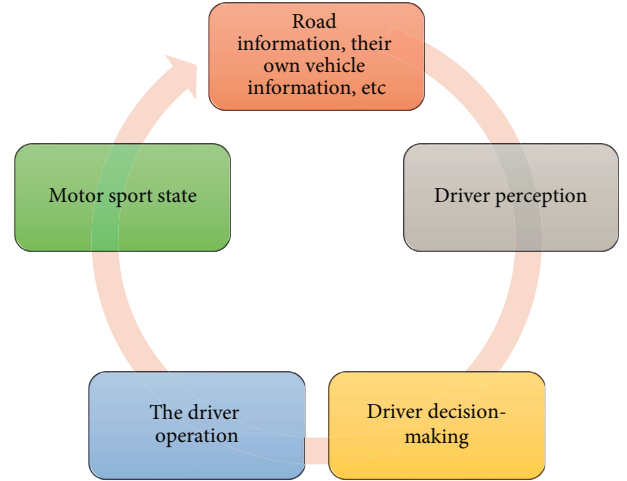 Road
information, their
own vehicle
information, etc
Driver perception
Driver decision-
making
The driver
operation
Motor sport state